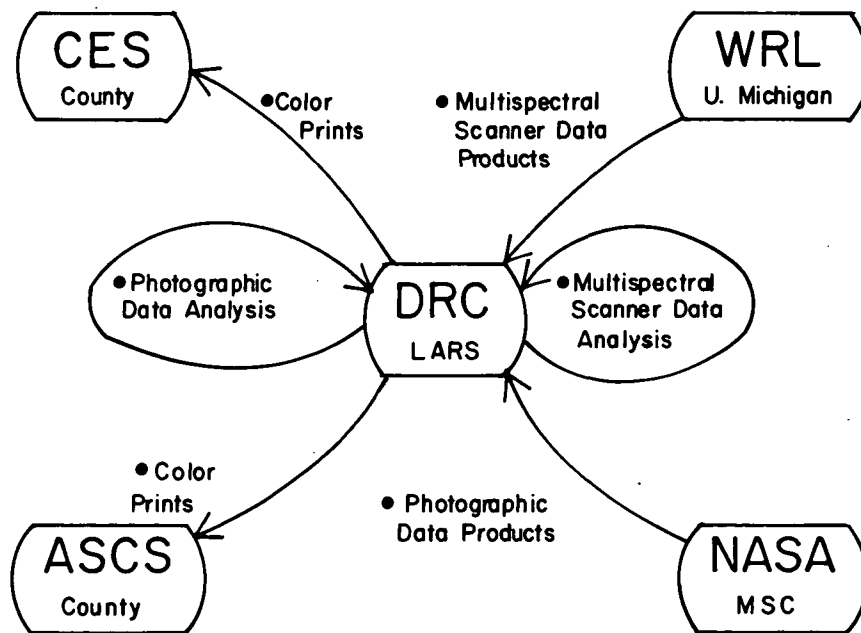 CES
County
WRL
U. Michigan
● Color
Prints
● Multispectral
Scanner Data
Products
● Photographic
Data Analysis
DRC
LARS
● Multispectral
Scanner Data
Analysis
● Color
Prints
● Photographic
Data Products
ASCS
County
NASA
MSC